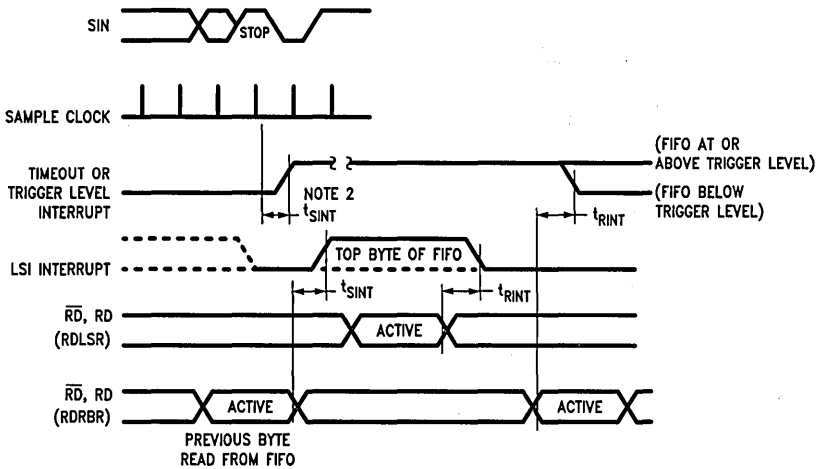 SIN
STOP
SAMPLE CLOCK
TIMEOUT OR
TRIGGER LEVEL
INTERRUPT
NOTE 2
tSINT
(FIFO AT OR
ABOVE TRIGGER LEVEL)
(FIFO BELOW
TRIGGER LEVEL)
tRINT
LSI INTERRUPT
TOP BYTE OF FIFO
tSINT
tRINT
R̅D̅, RD
(RDLSR)
ACTIVE
R̅D̅, RD
(RDRBR)
ACTIVE
ACTIVE
PREVIOUS BYTE
READ FROM FIFO